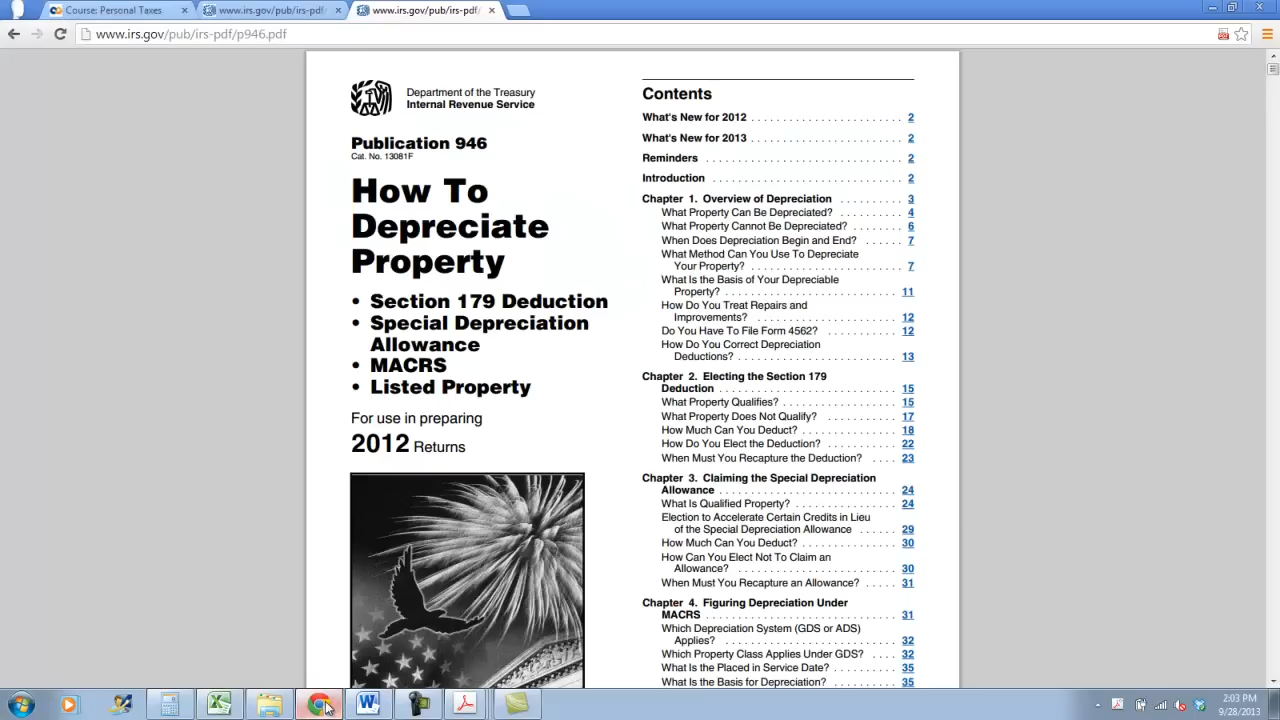 Course: Personal Taxes
www.irs.gov/pub/irs-pdf/
www.irs.gov/pub/irs-pdf/
www.irs.gov/pub/irs-pdf/p946.pdf
Department of the Treasury
Internal Revenue Service
Publication 946
Cat. No. 13081F
How To
Depreciate
Property
• Section 179 Deduction
• Special Depreciation
Allowance
• MACRS
• Listed Property
For use in preparing
2012 Returns
Contents
What's New for 2012 . . . . . . . . . . . . . . . . . . . . . . . 2
What's New for 2013 . . . . . . . . . . . . . . . . . . . . . . . 2
Reminders . . . . . . . . . . . . . . . . . . . . . . . . . . . . . 2
Introduction . . . . . . . . . . . . . . . . . . . . . . . . . . . . 2
Chapter 1. Overview of Depreciation . . . . . . . . . 3
What Property Can Be Depreciated? . . . . . . . . . 4
What Property Cannot Be Depreciated? . . . . . . . 6
When Does Depreciation Begin and End? . . . . . . 7
What Method Can You Use To Depreciate
Your Property? . . . . . . . . . . . . . . . . . . . . . . 7
What Is the Basis of Your Depreciable
Property? . . . . . . . . . . . . . . . . . . . . . . . . . 11
How Do You Treat Repairs and
Improvements? . . . . . . . . . . . . . . . . . . . . . 12
Do You Have To File Form 4562? . . . . . . . . . . . 12
How Do You Correct Depreciation
Deductions? . . . . . . . . . . . . . . . . . . . . . . . 13
Chapter 2. Electing the Section 179
Deduction . . . . . . . . . . . . . . . . . . . . . . . . . . . 15
What Property Qualifies? . . . . . . . . . . . . . . . . . 15
What Property Does Not Qualify? . . . . . . . . . . . 17
How Much Can You Deduct? . . . . . . . . . . . . . . 18
How Do You Elect the Deduction? . . . . . . . . . . . 22
When Must You Recapture the Deduction? . . . . 23
Chapter 3. Claiming the Special Depreciation
Allowance . . . . . . . . . . . . . . . . . . . . . . . . . . . 24
What Is Qualified Property? . . . . . . . . . . . . . . . 24
Election to Accelerate Certain Credits in Lieu
of the Special Depreciation Allowance . . . . . . 29
How Much Can You Deduct? . . . . . . . . . . . . . . 30
How Can You Elect Not To Claim an
Allowance? . . . . . . . . . . . . . . . . . . . . . . . . 30
When Must You Recapture an Allowance? . . . . . 31
Chapter 4. Figuring Depreciation Under
MACRS . . . . . . . . . . . . . . . . . . . . . . . . . . . . . 31
Which Depreciation System (GDS or ADS)
Applies? . . . . . . . . . . . . . . . . . . . . . . . . . . 32
Which Property Class Applies Under GDS? . . . . 32
What Is the Placed in Service Date? . . . . . . . . . 35
What Is the Basis for Depreciation? . . . . . . . . . . 35
2:03 PM
9/28/2013